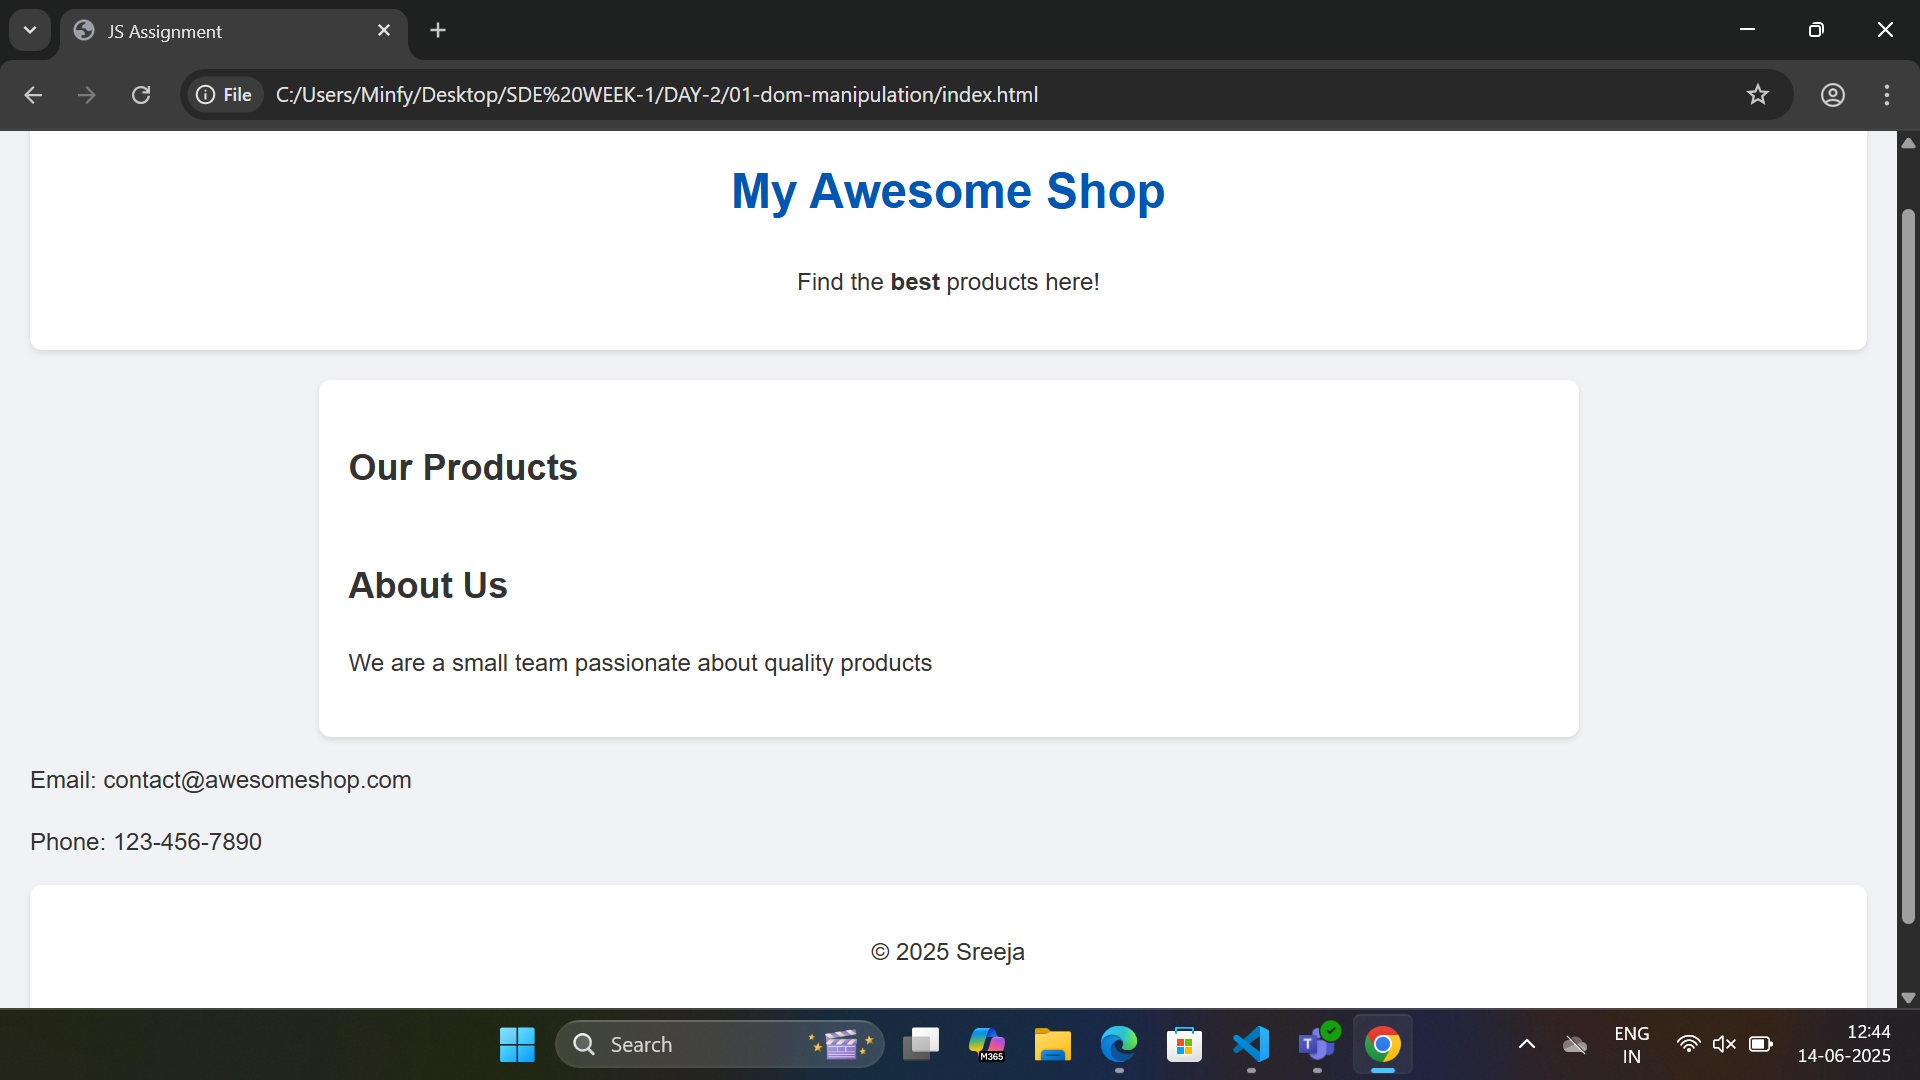 JS Assignment
File
C:/Users/Minfy/Desktop/SDE%20WEEK-1/DAY-2/01-dom-manipulation/index.html
My Awesome Shop
Find the best products here!
Our Products
About Us
We are a small team passionate about quality products
Email: contact@awesomeshop.com
Phone: 123-456-7890
© 2025 Sreeja
Search
M365
T
ENG
IN
12:44
14-06-2025